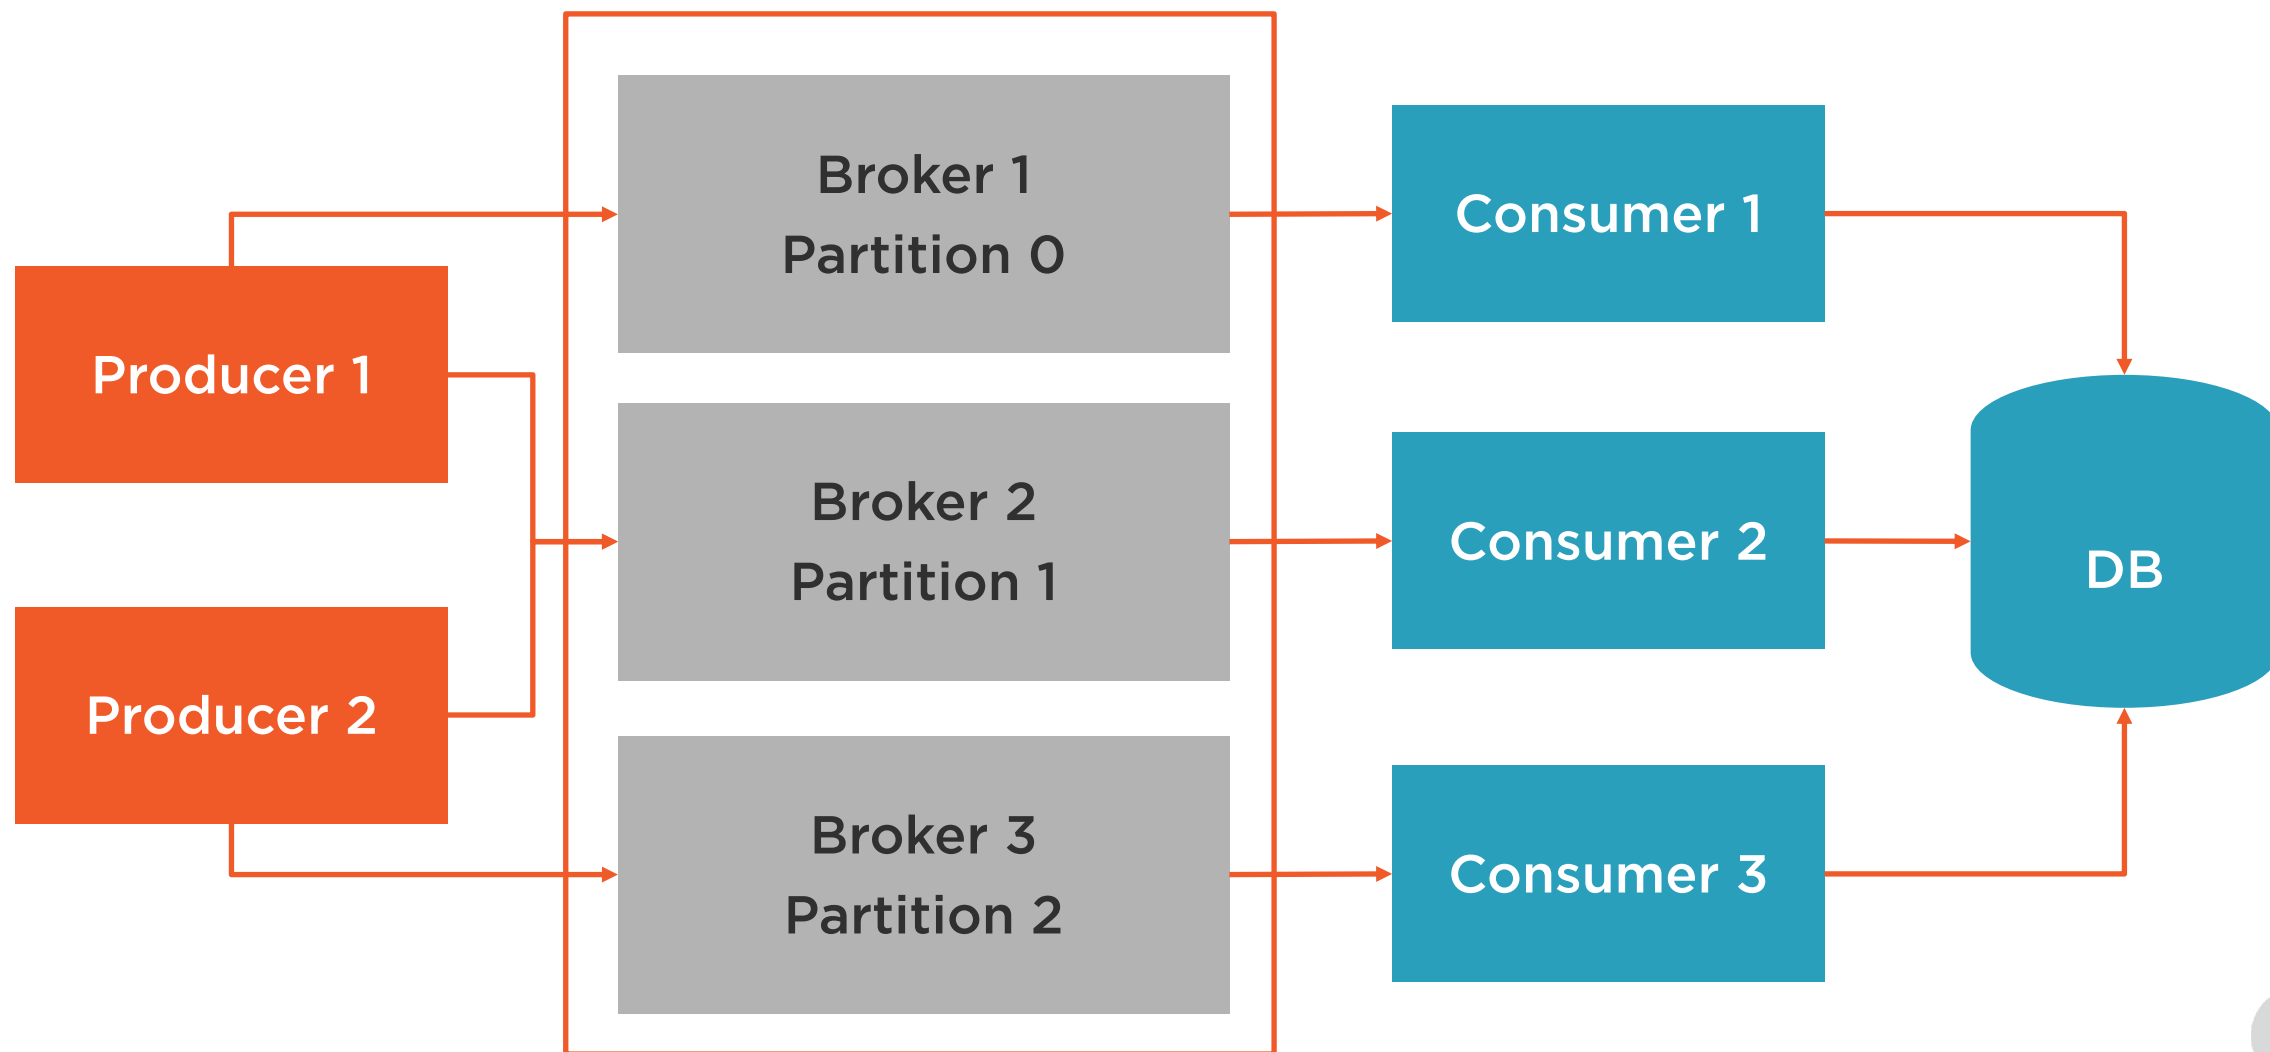 Producer 1
Producer 2
Broker 1
Partition 0
Broker 2
Partition 1
Broker 3
Partition 2
Consumer 1
Consumer 2
Consumer 3
DB